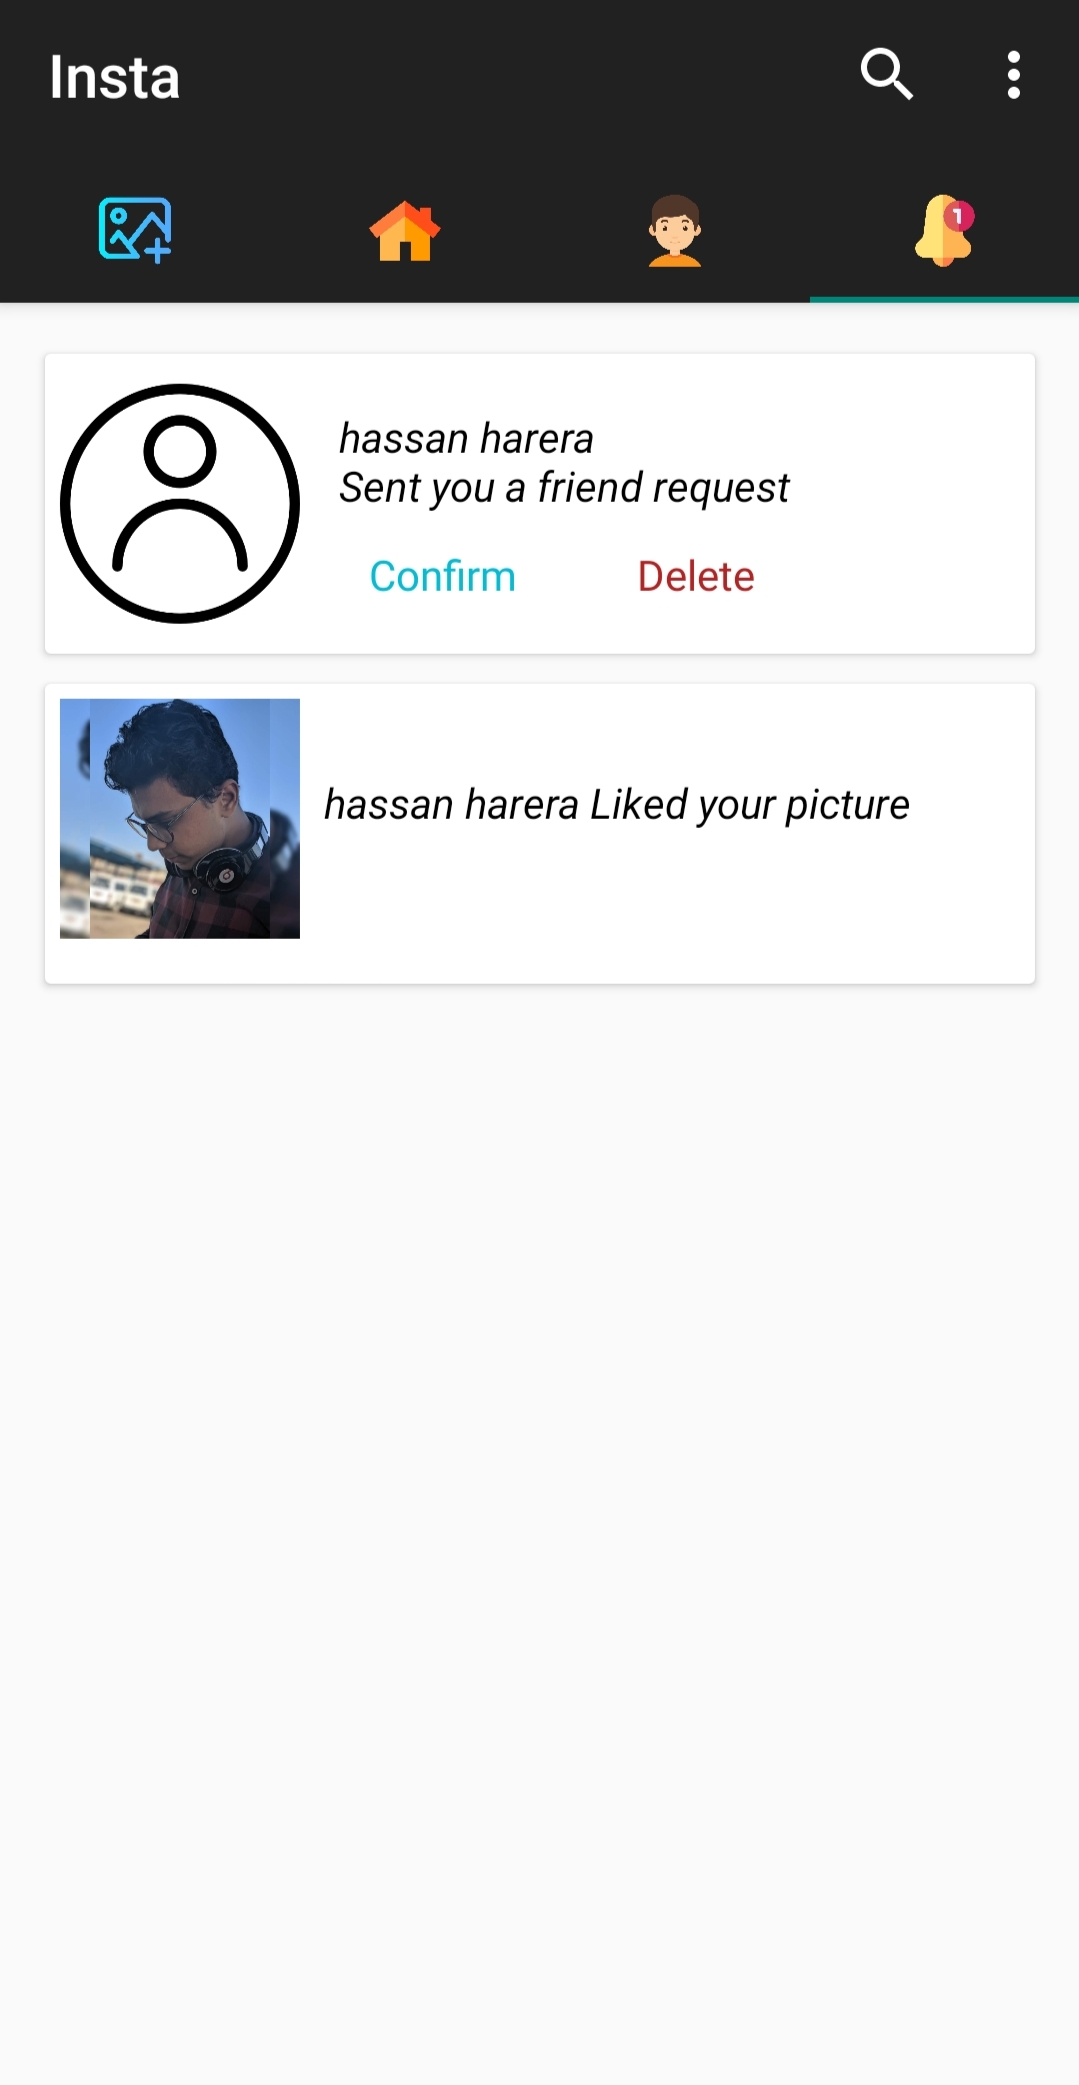 Insta
1
hassan harera
Sent you a friend request
Confirm Delete
hassan harera Liked your picture